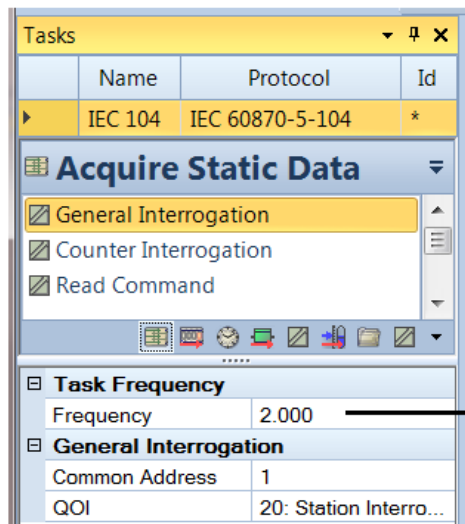 Tasks
Name Protocol Id
IEC 104 IEC 60870-5-104 *
Acquire Static Data
General Interrogation
Counter Interrogation
Read Command
Task Frequency
Frequency 2.000
General Interrogation
Common Address 1
QOI 20: Station Interro...